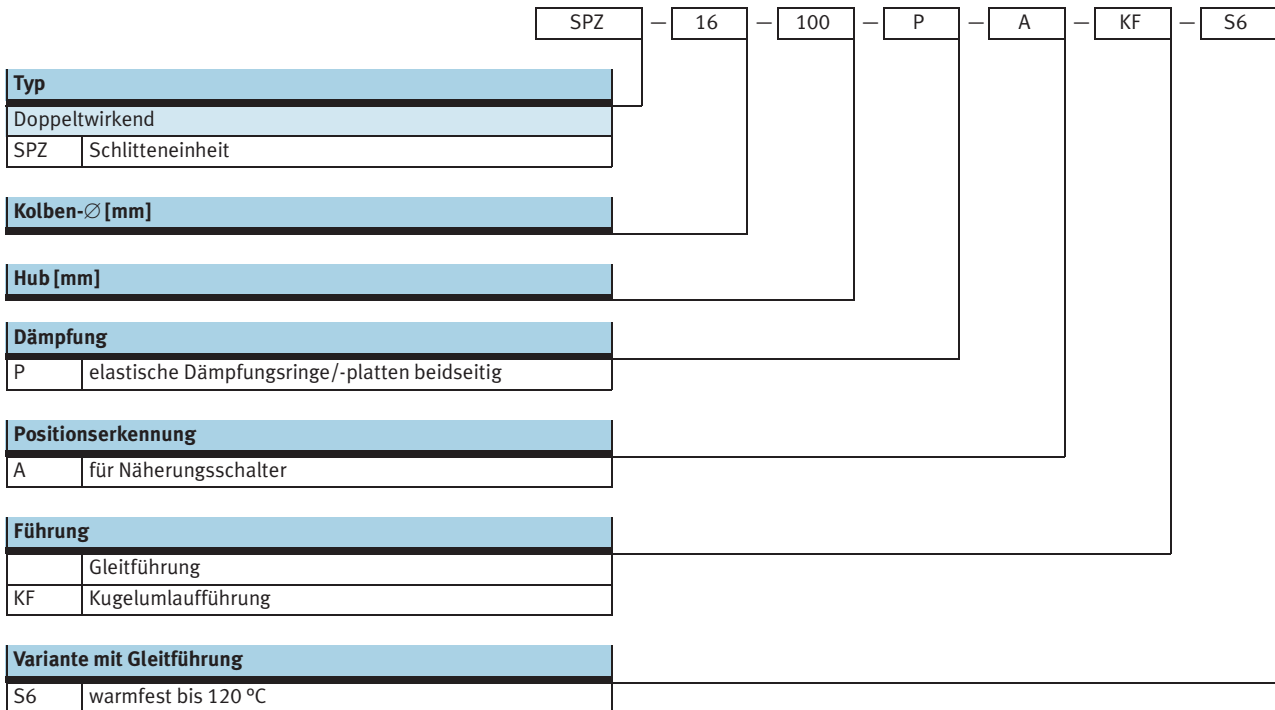 SPZ — 16 — 100 — P — A — KF — S6
Typ
Doppeltwirkend
SPZ Schlitteneinheit
Kolben-∅ [mm]
Hub [mm]
Dämpfung
P elastische Dämpfungsringe/-platten beidseitig
Positionserkennung
A für Näherungsschalter
Führung
Gleitführung
KF Kugelumlaufführung
Variante mit Gleitführung
S6 warmfest bis 120 °C